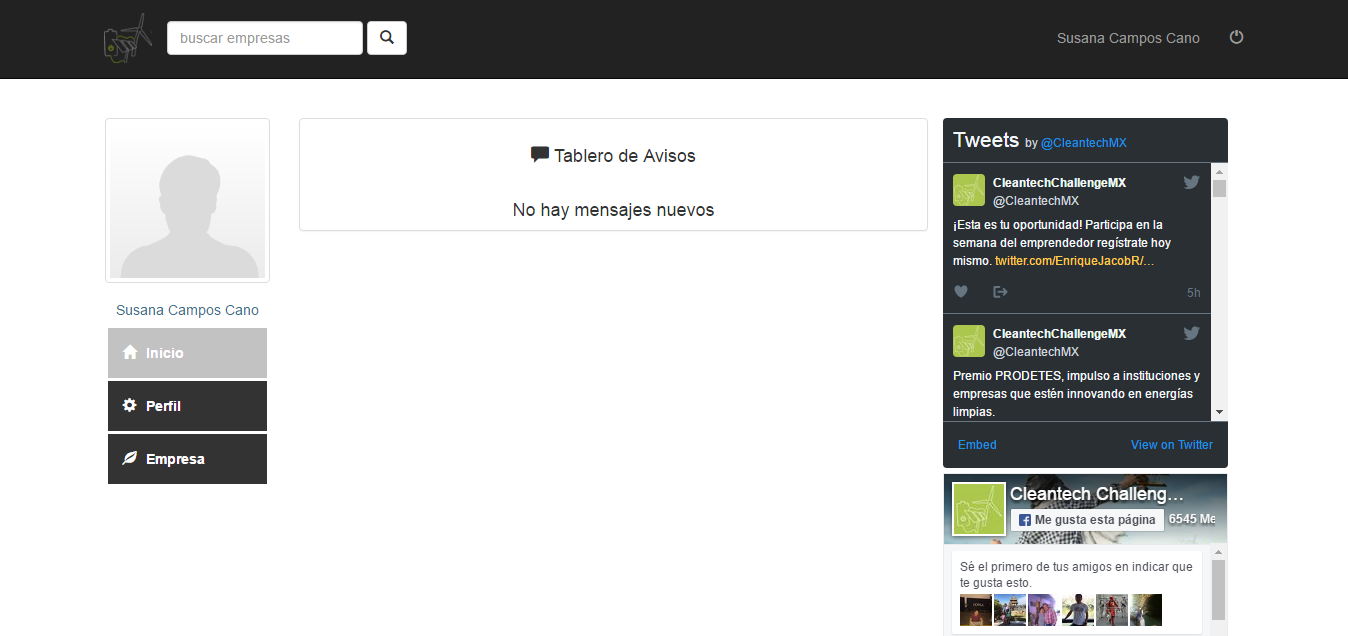 buscar empresas
Susana Campos Cano
Susana Campos Cano
Inicio
Perfil
Empresa
Tablero de Avisos
No hay mensajes nuevos
Tweets by @CleantechMX
CleantechChallengeMX
@CleantechMX
¡Esta es tu oportunidad! Participa en la
semana del emprendedor regístrate hoy
mismo. twitter.com/EnriqueJacobR/…
5h
CleantechChallengeMX
@CleantechMX
Premio PRODETES, impulso a instituciones y
empresas que estén innovando en energías
limpias.
Embed
View on Twitter
Cleantech Challeng...
Me gusta esta página
6545 Me
Sé el primero de tus amigos en indicar que
te gusta esto.